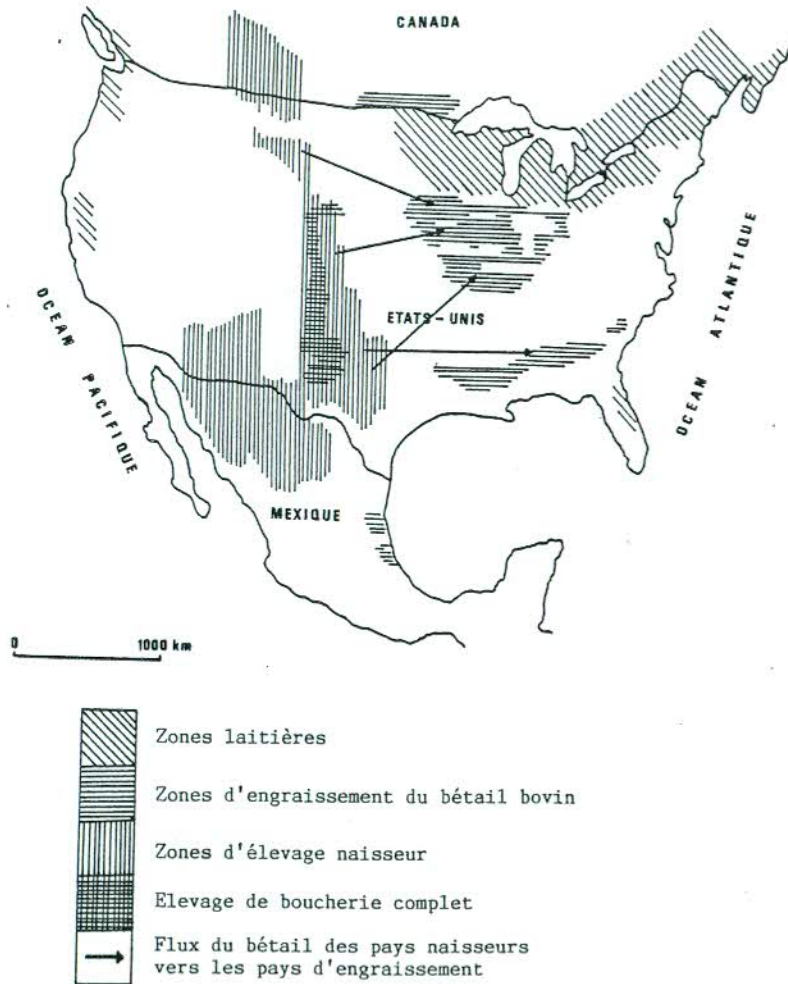 CANADA
OCEAN PACIFIQUE
ETATS-UNIS
OCEAN ATLANTIQUE
MEXIQUE
0 1000 km
Zones laitières
Zones d'engraissement du bétail bovin
Zones d'élevage naisseur
Elevage de boucherie complet
Flux du bétail des pays naisseurs
vers les pays d'engraissement